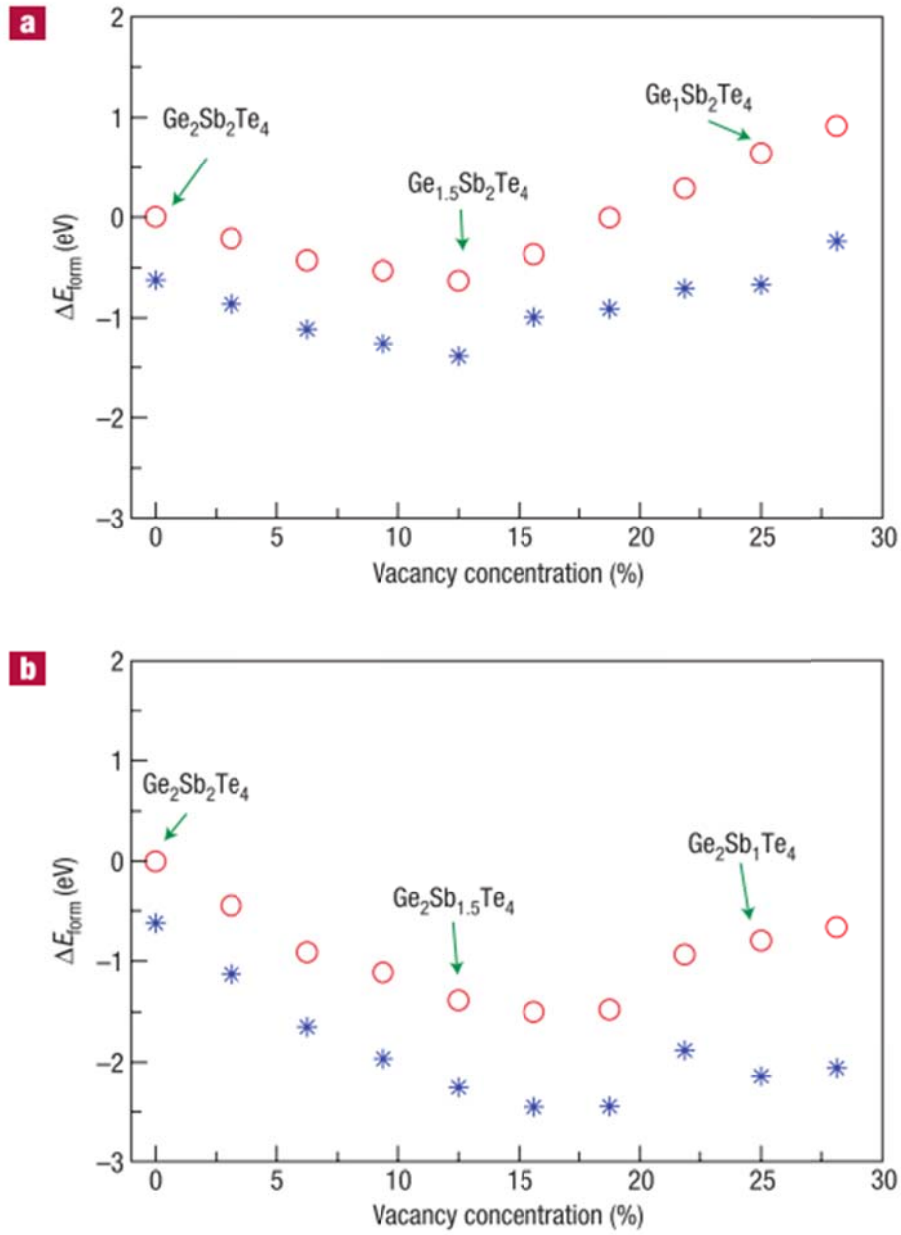 a
2
1
0
−1
−2
−3
ΔE_form (eV)
Ge₂Sb₂Te₄
Ge₁.₅Sb₂Te₄
Ge₁Sb₂Te₄
0 5 10 15 20 25 30
Vacancy concentration (%)
b
2
1
0
−1
−2
−3
ΔE_form (eV)
Ge₂Sb₂Te₄
Ge₂Sb₁.₅Te₄
Ge₂Sb₁Te₄
0 5 10 15 20 25 30
Vacancy concentration (%)